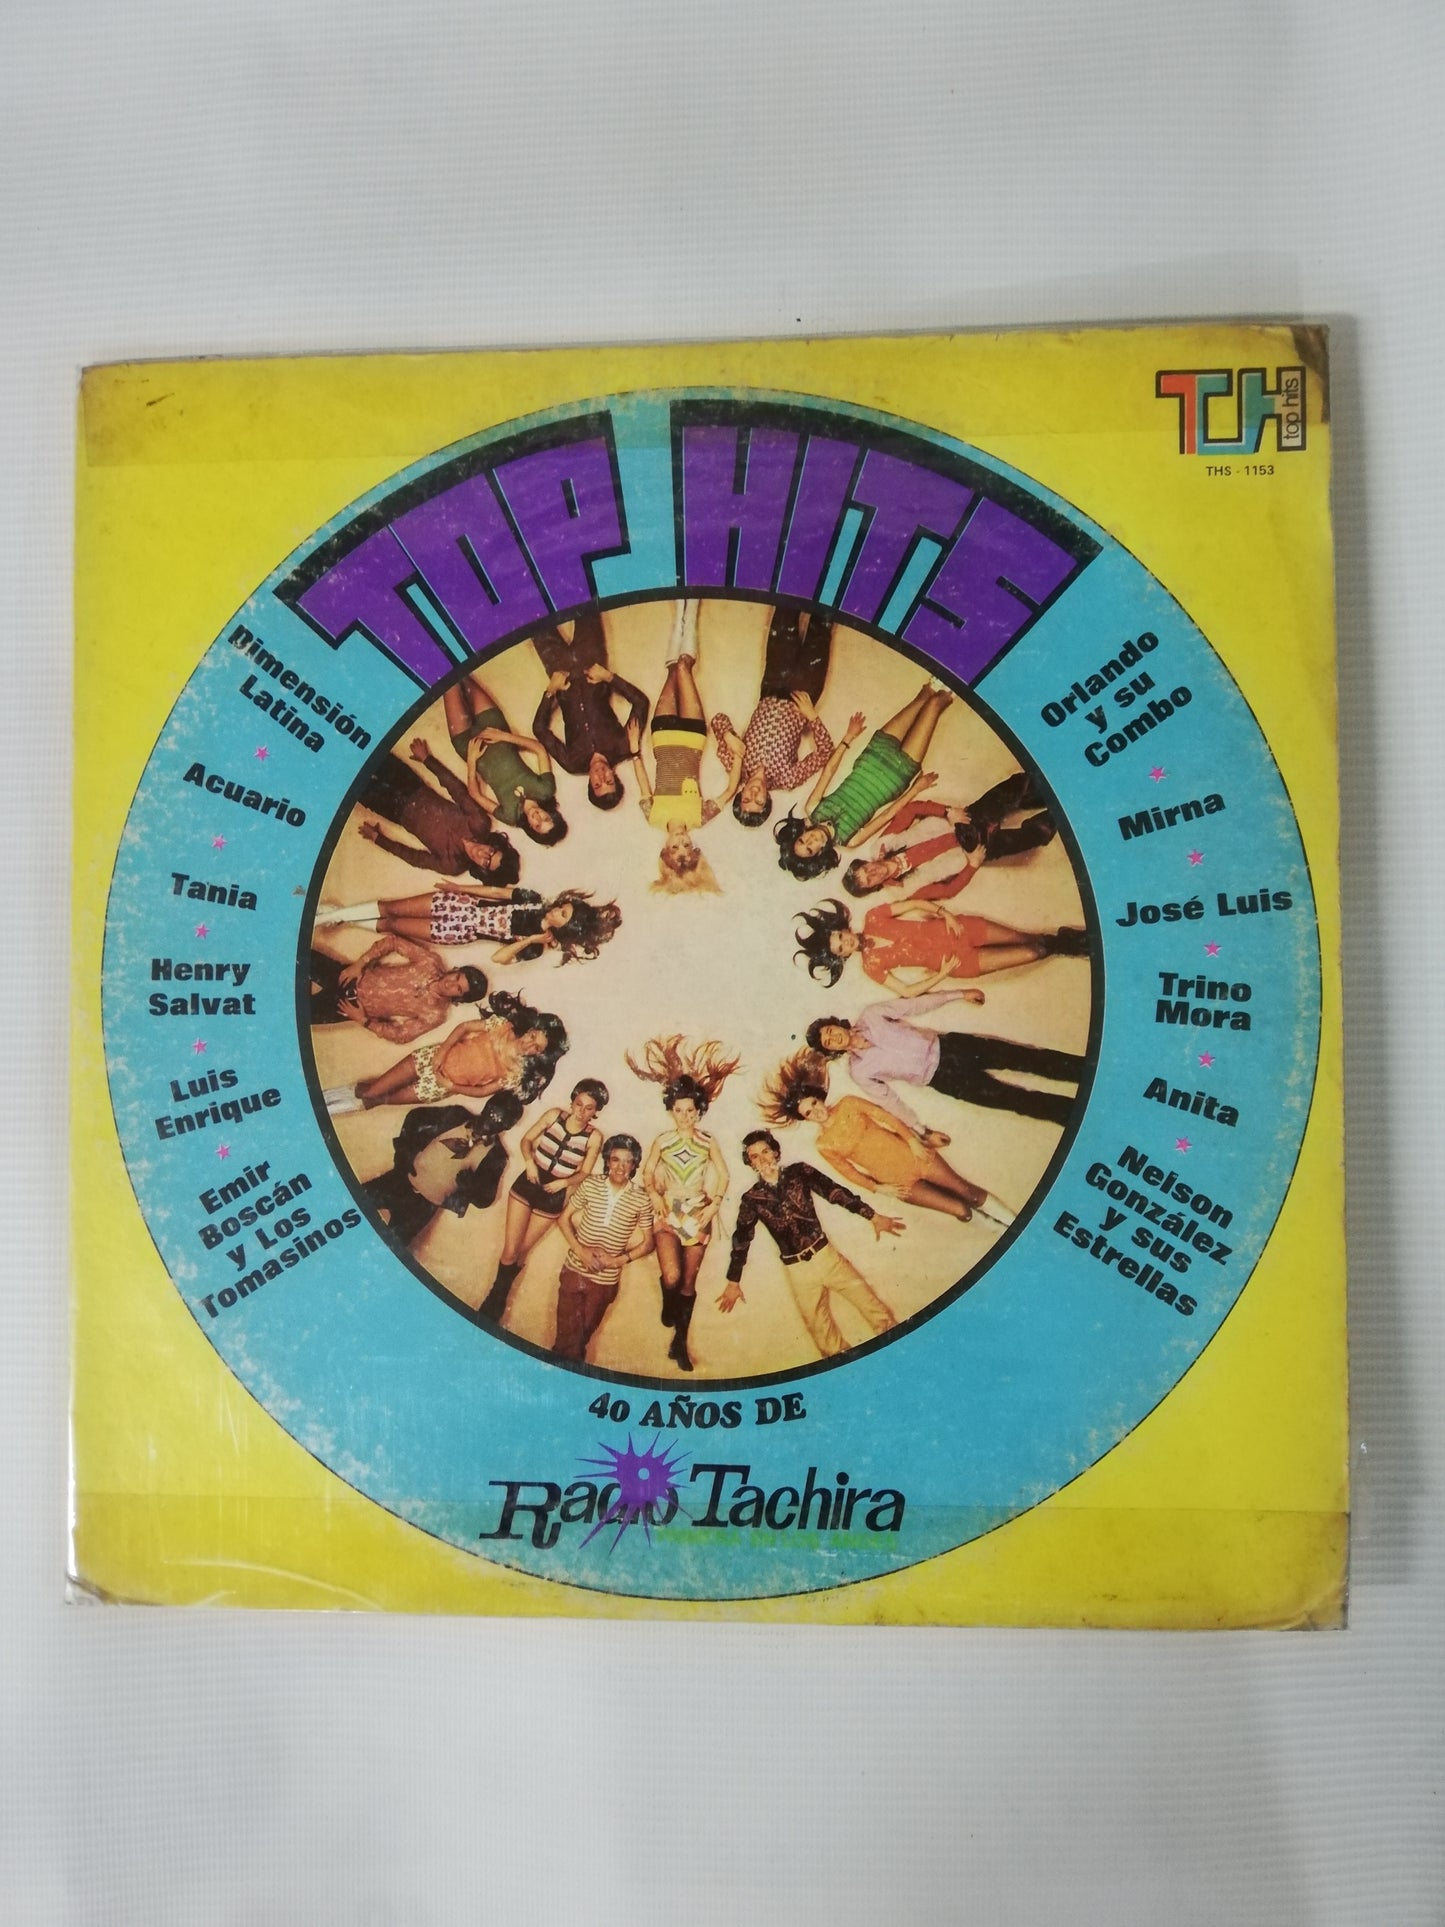 TH
top hits
THS - 1153
TOP HITS
Dimensión
Latina
Acuario
Tania
Henry
Salvat
Luis
Enrique
Emir
Boscán
y Los
Tomasinos
Orlando
y su
Combo
Mirna
José Luis
Trino
Mora
Anita
Nelson
González
y sus
Estrellas
40 AÑOS DE
Radio Tachira